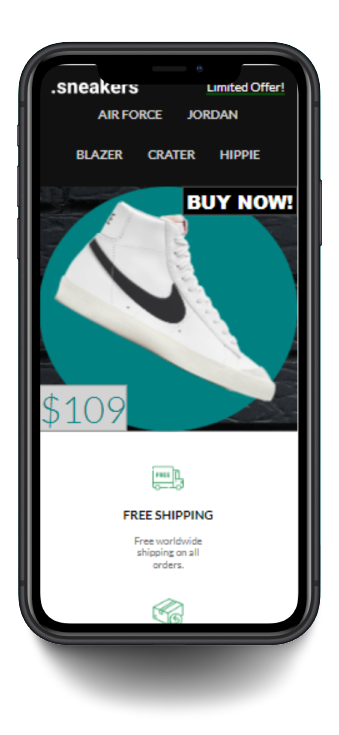 .sneakers Limited Offer!
AIR FORCE JORDAN
BLAZER CRATER HIPPIE
BUY NOW!
$109
FREE
FREE SHIPPING
Free worldwide
shipping on all
orders.